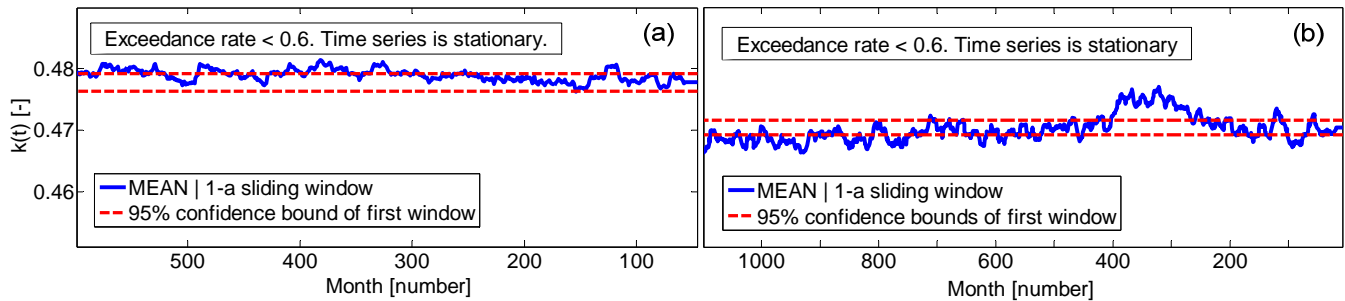 (a)
Exceedance rate < 0.6. Time series is stationary.
k(t) [-]
0.48
0.47
0.46
MEAN | 1-a sliding window
95% confidence bound of first window
500
400
300
200
100
Month [number]
(b)
Exceedance rate < 0.6. Time series is stationary
MEAN | 1-a sliding window
95% confidence bounds of first window
1000
800
600
400
200
Month [number]